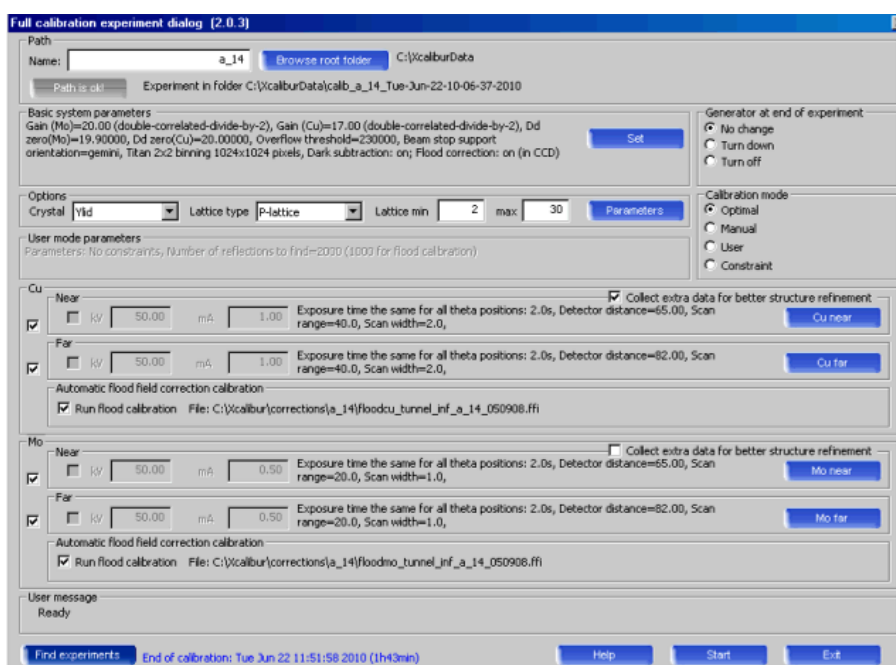 Full calibration experiment dialog (2.0.3)
Path
Name: a_14 Browse root folder C:\XcaliburData
Path is ok! Experiment in folder C:\XcaliburData\calb_a_14_Tue-Jun-22-10-06-37-2010
Basic system parameters
Gain (Mo)=20.00 (double-correlated-divide-by-2), Gain (Cu)=17.00 (double-correlated-divide-by-2), Dd
zero(Mo)=19.90000, Dd zero(Cu)=20.00000, Overflow threshold=230000, Beam stop support
orientation=gemini, Titan 2x2 binning 1024x1024 pixels, Dark subtraction: on; Flood correction: on (in CCD)
Set
Generator at end of experiment
No change
Turn down
Turn off
Options
Crystal Ylid Lattice type P-lattice Lattice min 2 max 30 Parameters
Calibration mode
Optimal
Manual
User
Constraint
User mode parameters
Parameters: No constraints, Number of reflections to find=2000 (1000 for flood calibration)
Cu
Near Collect extra data for better structure refinement
kV 50.00 mA 1.00 Exposure time the same for all theta positions: 2.0s, Detector distance=65.00, Scan
range=40.0, Scan width=2.0,
Cu near
Far
kV 50.00 mA 1.00 Exposure time the same for all theta positions: 2.0s, Detector distance=82.00, Scan
range=40.0, Scan width=2.0,
Cu far
Automatic flood field correction calibration
Run flood calibration File: C:\Xcalibur\corrections\a_14\floodcu_tunnel_inf_a_14_050908.ffi
Mo
Near Collect extra data for better structure refinement
kV 50.00 mA 0.50 Exposure time the same for all theta positions: 2.0s, Detector distance=65.00, Scan
range=20.0, Scan width=1.0,
Mo near
Far
kV 50.00 mA 0.50 Exposure time the same for all theta positions: 2.0s, Detector distance=82.00, Scan
range=20.0, Scan width=1.0,
Mo far
Automatic flood field correction calibration
Run flood calibration File: C:\Xcalibur\corrections\a_14\floodmo_tunnel_inf_a_14_050908.ffi
User message
Ready
Find experiments End of calibration: Tue Jun 22 11:51:58 2010 (1h43min) Help Start Exit